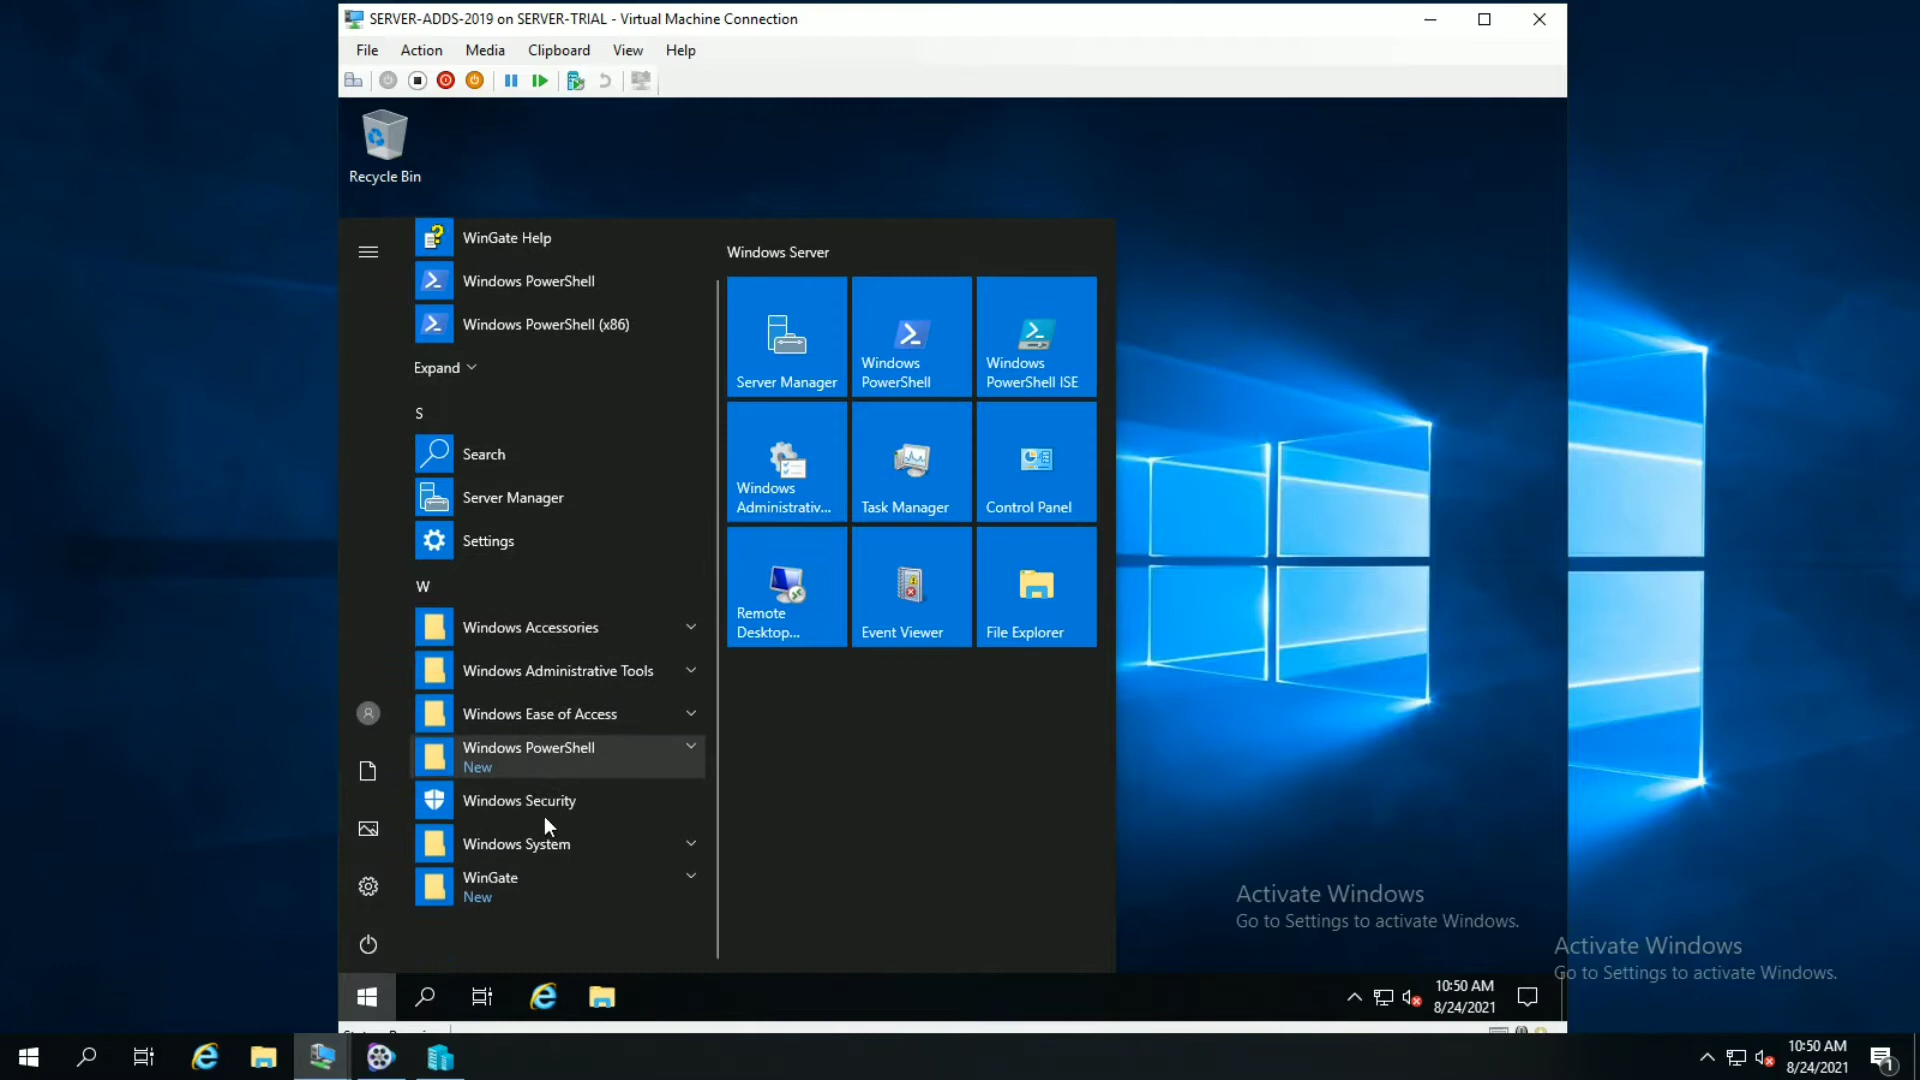 SERVER-ADDS-2019 on SERVER-TRIAL - Virtual Machine Connection
File Action Media Clipboard View Help
Recycle Bin
WinGate Help
Windows PowerShell
Windows PowerShell (x86)
Expand
S
Search
Server Manager
Settings
W
Windows Accessories
Windows Administrative Tools
Windows Ease of Access
Windows PowerShell
New
Windows Security
Windows System
WinGate
New
Windows Server
Server Manager
Windows
PowerShell
Windows
PowerShell ISE
Windows
Administrativ...
Task Manager
Control Panel
Remote
Desktop...
Event Viewer
File Explorer
Activate Windows
Go to Settings to activate Windows.
Activate Windows
Go to Settings to activate Windows.
10:50 AM
8/24/2021
10:50 AM
8/24/2021
1